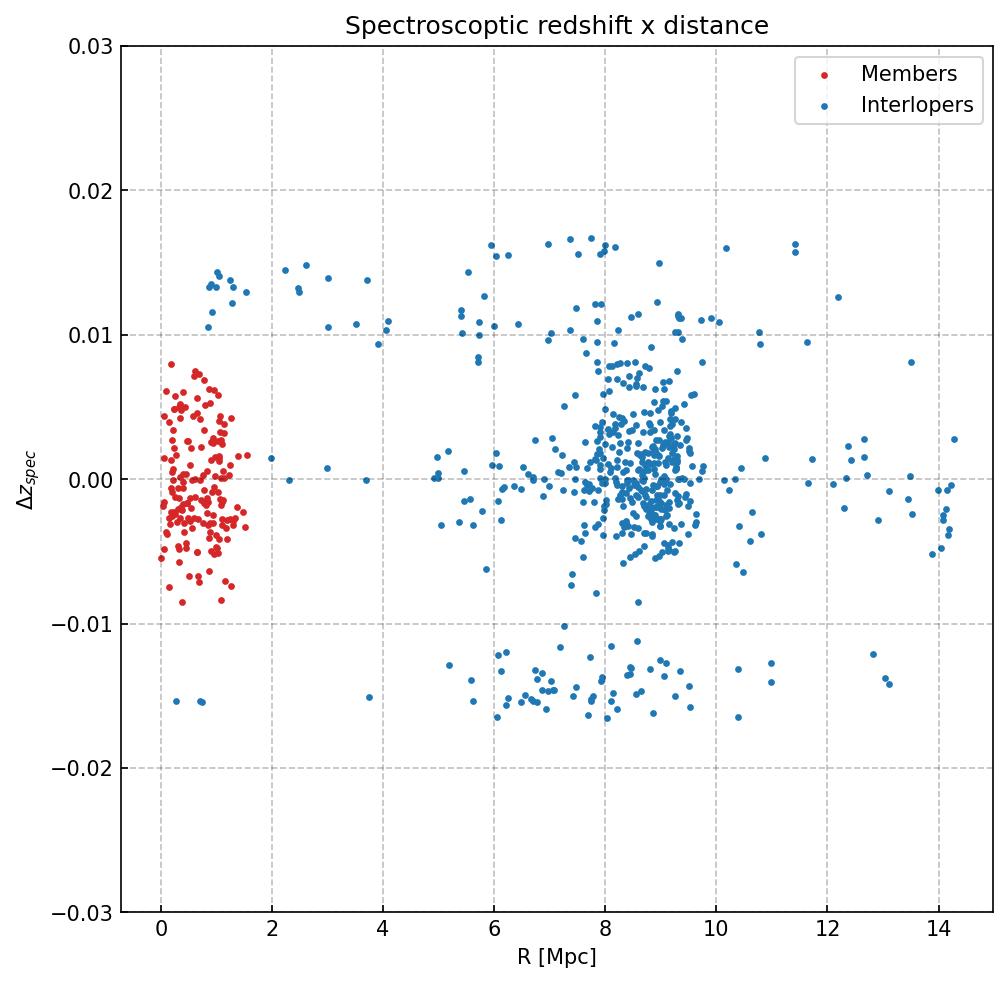 Spectroscoptic redshift x distance
Members
Interlopers
0.03
0.02
0.01
0.00
−0.01
−0.02
−0.03
Δz_spec
0 2 4 6 8 10 12 14
R [Mpc]